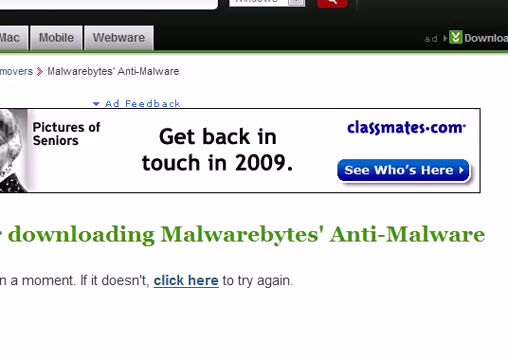 Windows
Mac Mobile Webware
ad Downloa
movers > Malwarebytes' Anti-Malware
Ad Feedback
Pictures of
Seniors
Get back in
touch in 2009.
classmates.com®
See Who's Here
r downloading Malwarebytes' Anti-Malware
n a moment. If it doesn't, click here to try again.